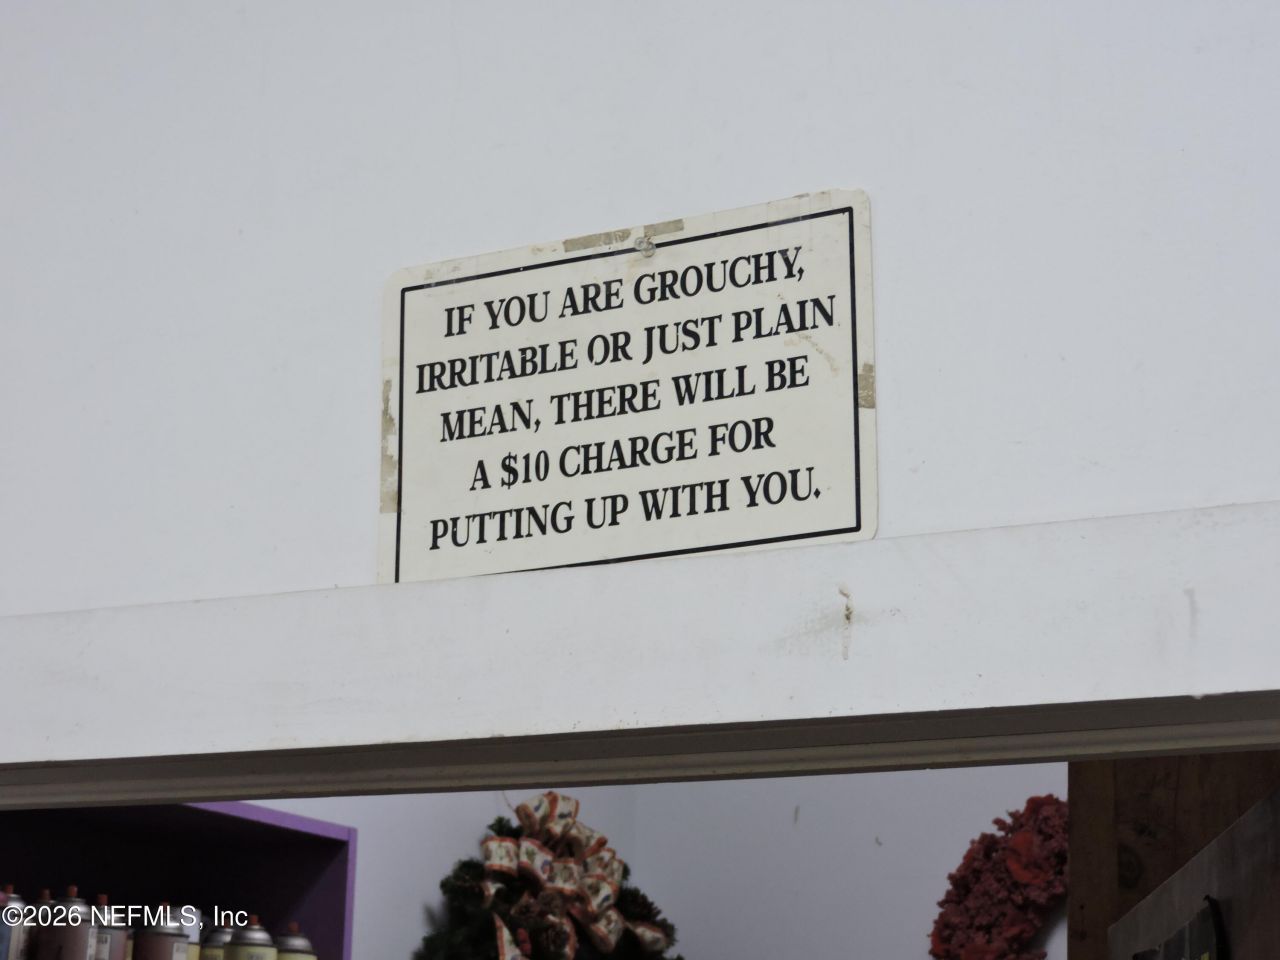 IF YOU ARE GROUCHY,
IRRITABLE OR JUST PLAIN
MEAN, THERE WILL BE
A $10 CHARGE FOR
PUTTING UP WITH YOU.
©2026 NEFMLS, Inc